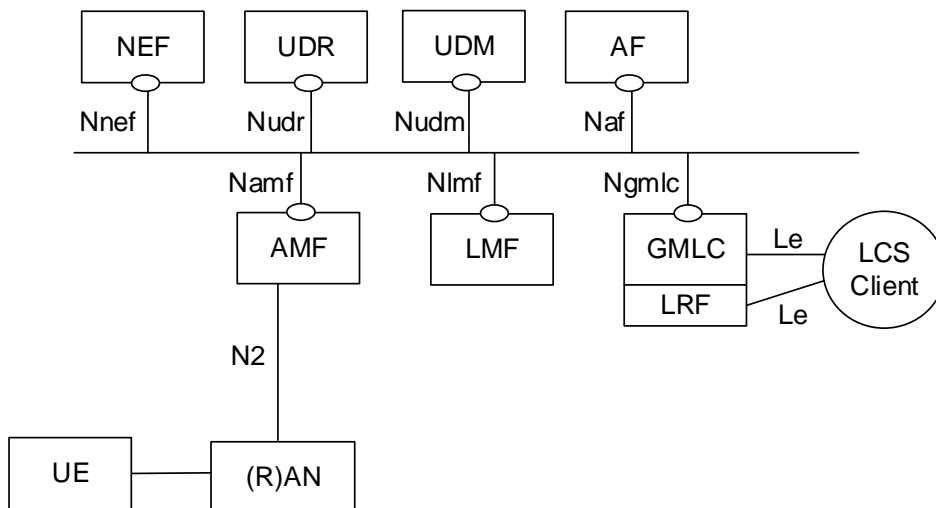 NEF
UDR
UDM
AF
Nnef
Nudr
Nudm
Naf
Namf
Nlmf
Ngmlc
AMF
LMF
GMLC
LRF
Le
Le
LCS
Client
N2
UE
(R)AN